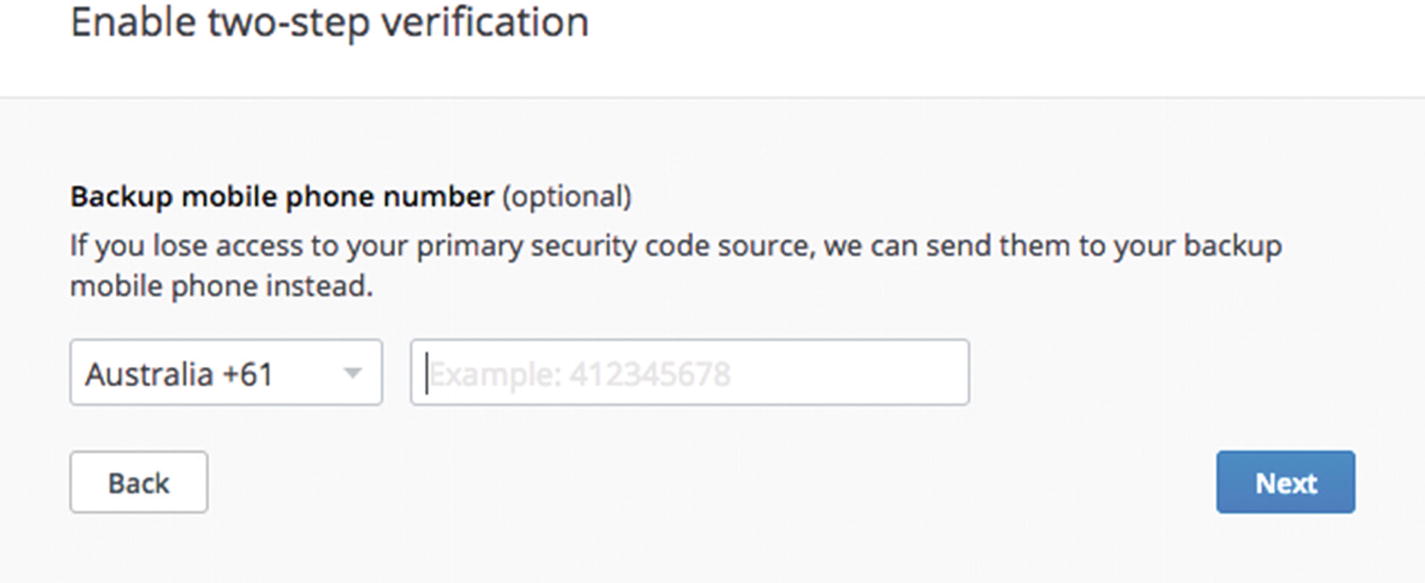 Enable two-step verification
Backup mobile phone number (optional)
If you lose access to your primary security code source, we can send them to your backup
mobile phone instead.
Australia +61
Example: 412345678
Back
Next